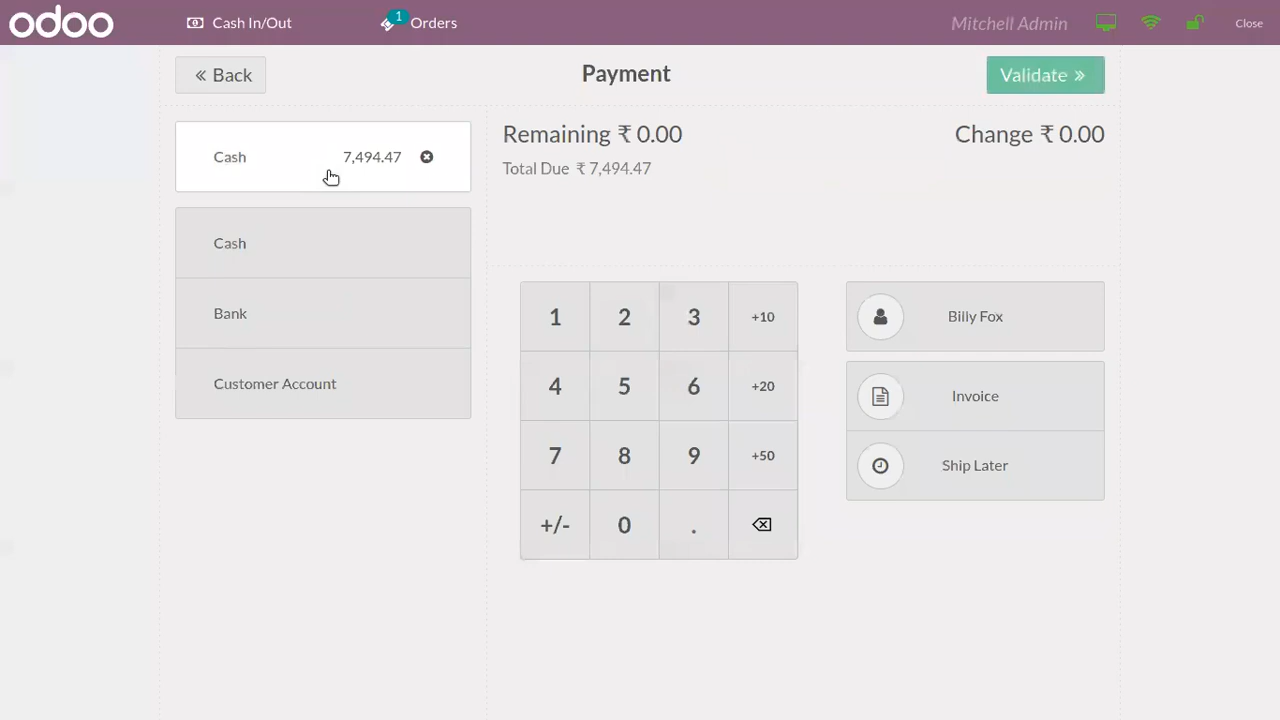 odoo
Cash In/Out
1
Orders
Mitchell Admin
Close
« Back
Payment
Validate »
Cash 7,494.47
Remaining ₹ 0.00
Change ₹ 0.00
Total Due ₹ 7,494.47
Cash
Bank
Customer Account
1 2 3 +10
4 5 6 +20
7 8 9 +50
+/- 0 .
Billy Fox
Invoice
Ship Later